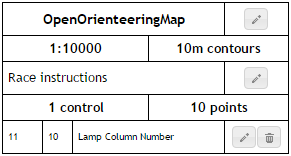 OpenOrienteeringMap
1:10000 10m contours
Race instructions
1 control 10 points
11 10 Lamp Column Number